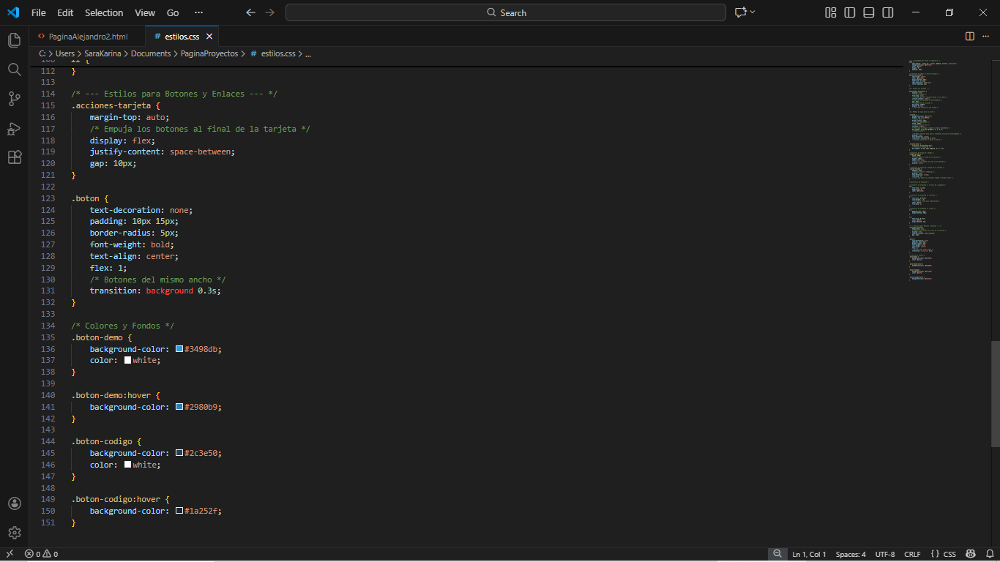 File Edit Selection View Go ··· Search
PaginaAlejandro2.html # estilos.css
C: > Users > SaraKarina > Documents > PaginaProyectos > # estilos.css > ...
112 }
113
114 /* --- Estilos para Botones y Enlaces --- */
115 .acciones-tarjeta {
116 margin-top: auto;
117 /* Empuja los botones al final de la tarjeta */
118 display: flex;
119 justify-content: space-between;
120 gap: 10px;
121 }
122
123 .boton {
124 text-decoration: none;
125 padding: 10px 15px;
126 border-radius: 5px;
127 font-weight: bold;
128 text-align: center;
129 flex: 1;
130 /* Botones del mismo ancho */
131 transition: background 0.3s;
132 }
133
134 /* Colores y Fondos */
135 .boton-demo {
136 background-color: #3498db;
137 color: white;
138 }
139
140 .boton-demo:hover {
141 background-color: #2980b9;
142 }
143
144 .boton-codigo {
145 background-color: #2c3e50;
146 color: white;
147 }
148
149 .boton-codigo:hover {
150 background-color: #1a252f;
151 }
0 0 Ln 1, Col 1 Spaces: 4 UTF-8 CRLF { } CSS